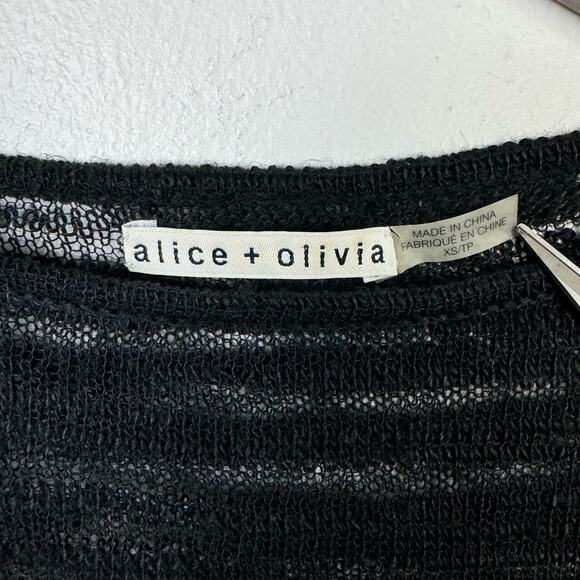 alice + olivia
MADE IN CHINA
FABRIQUÉ EN CHINE
XS/TP